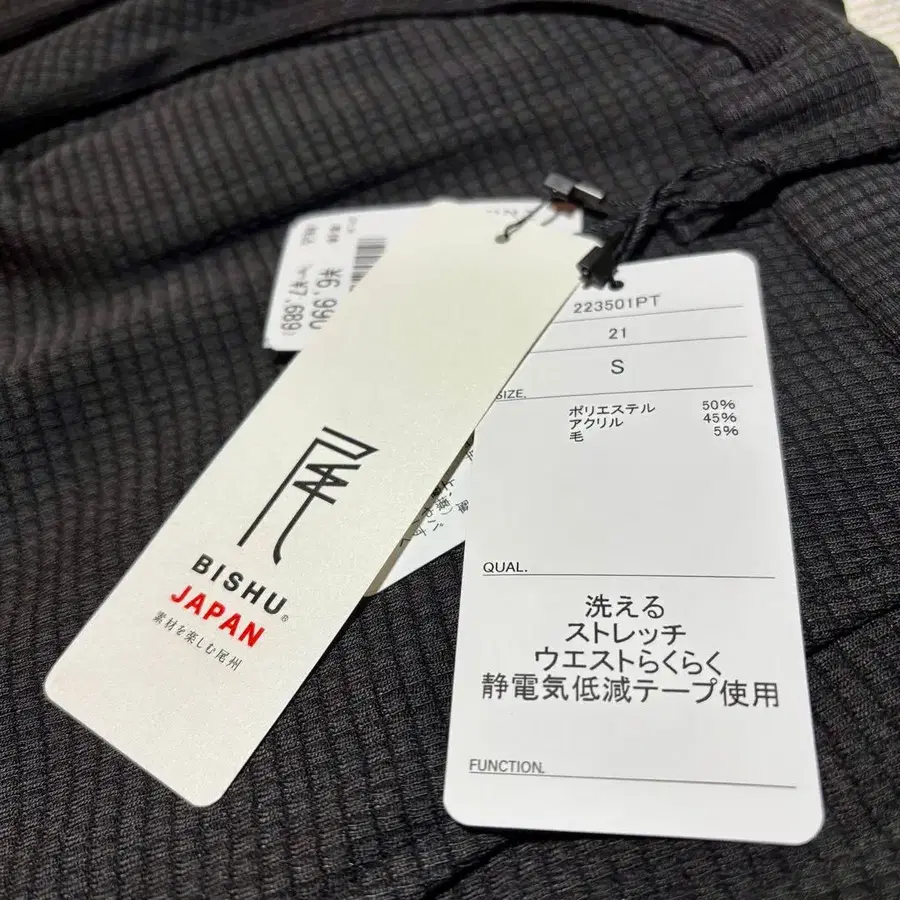 ¥6,990
¥7,689)
尾
BISHU®
JAPAN
素材を楽しむ尾州
223501PT
21
S
SIZE.
ポリエステル 50%
アクリル 45%
毛 5%
QUAL.
洗える
ストレッチ
ウエストらくらく
静電気低減テープ使用
FUNCTION.